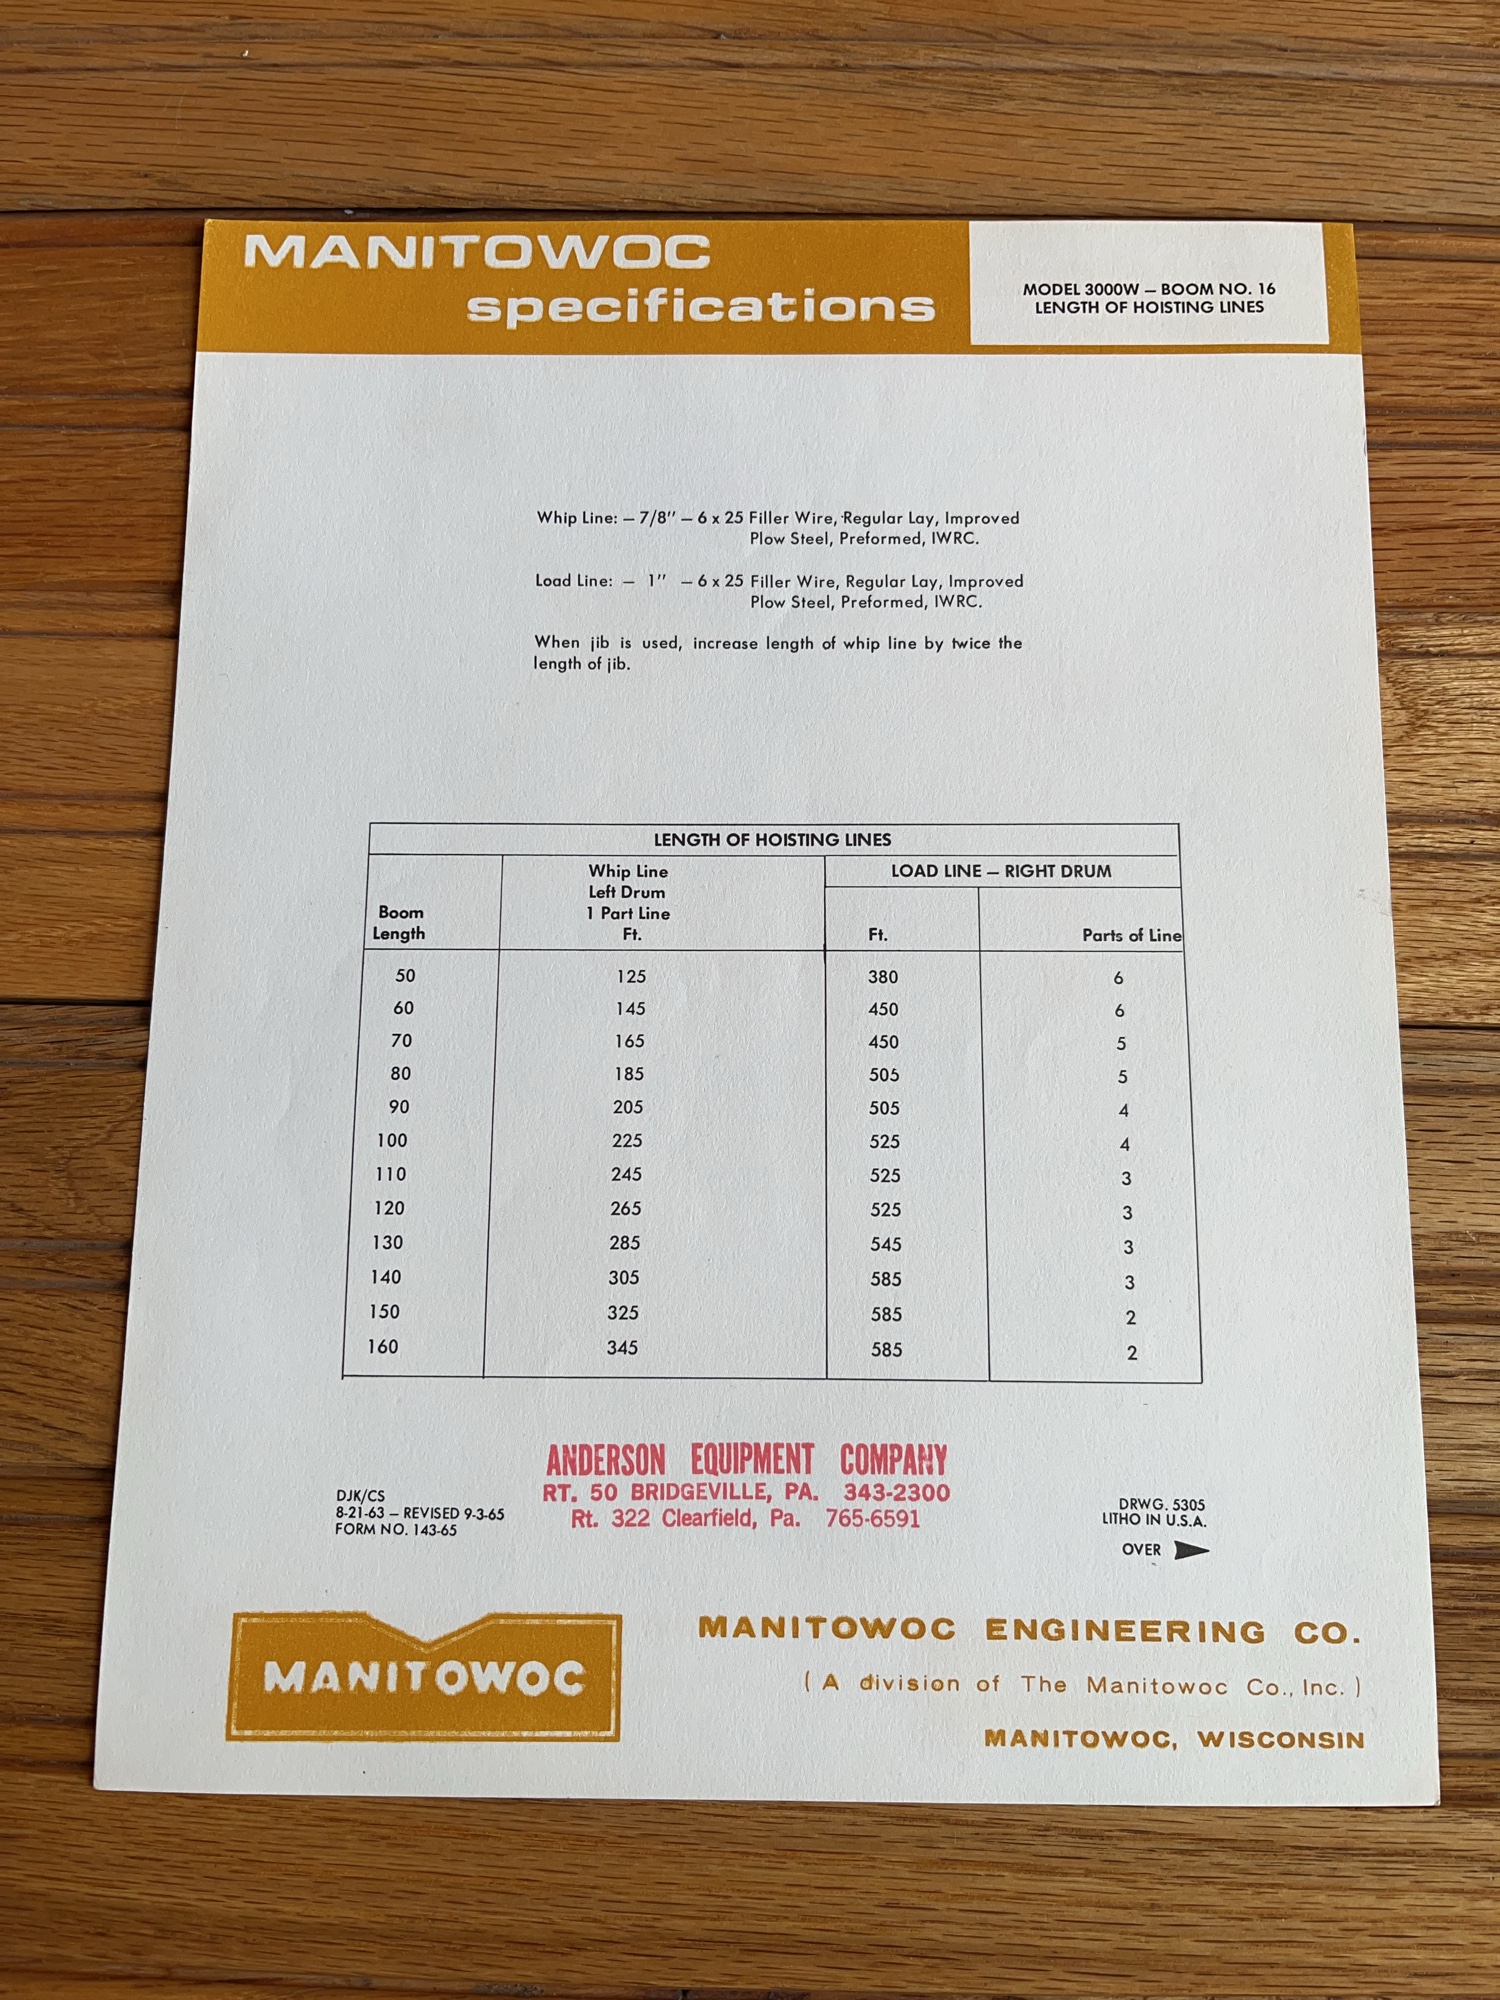 MANITOWOC
specifications
MODEL 3000W – BOOM NO. 16
LENGTH OF HOISTING LINES
Whip Line: – 7/8" – 6 x 25 Filler Wire, Regular Lay, Improved
Plow Steel, Preformed, IWRC.
Load Line: – 1" – 6 x 25 Filler Wire, Regular Lay, Improved
Plow Steel, Preformed, IWRC.
When jib is used, increase length of whip line by twice the
length of jib.
LENGTH OF HOISTING LINES
Boom Length | Whip Line Left Drum 1 Part Line Ft. | LOAD LINE – RIGHT DRUM
Ft. | Parts of Line
50 125 380 6
60 145 450 6
70 165 450 5
80 185 505 5
90 205 505 4
100 225 525 4
110 245 525 3
120 265 525 3
130 285 545 3
140 305 585 3
150 325 585 2
160 345 585 2
ANDERSON EQUIPMENT COMPANY
RT. 50 BRIDGEVILLE, PA. 343-2300
Rt. 322 Clearfield, Pa. 765-6591
DJK/CS
8-21-63 – REVISED 9-3-65
FORM NO. 143-65
DRWG. 5305
LITHO IN U.S.A.
OVER
MANITOWOC
MANITOWOC ENGINEERING CO.
( A division of The Manitowoc Co., Inc. )
MANITOWOC, WISCONSIN